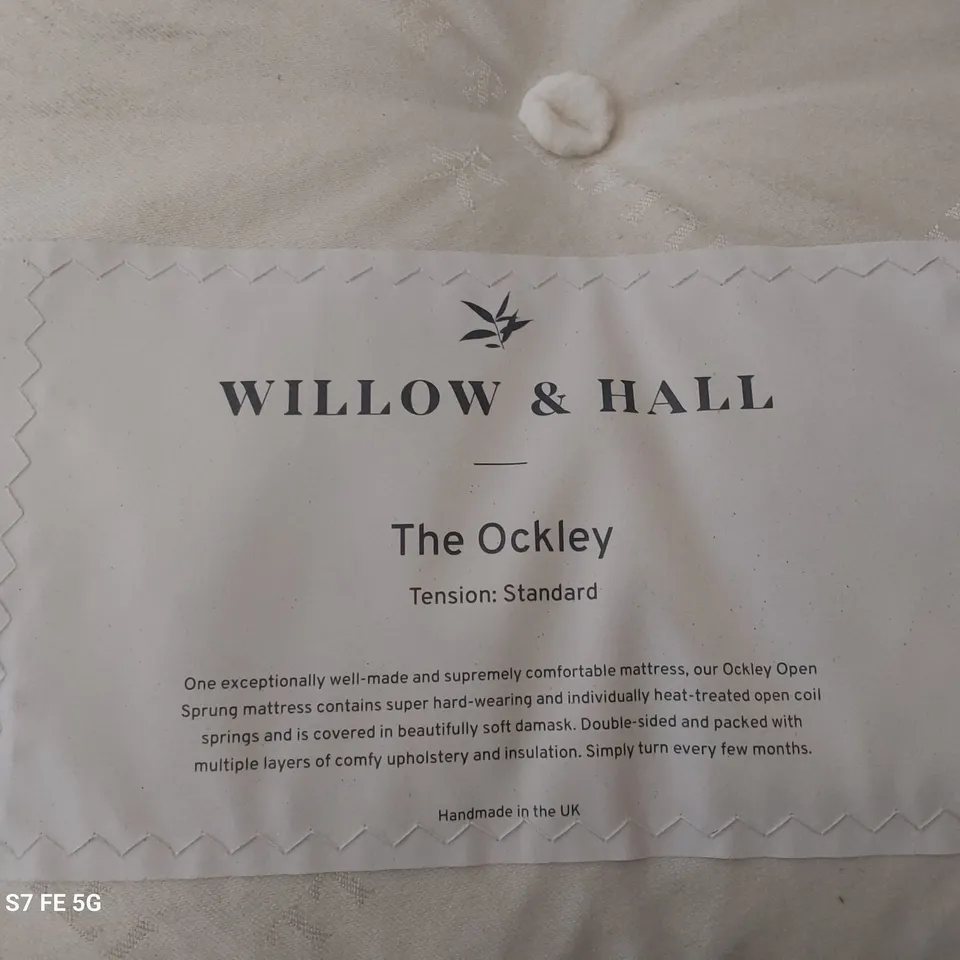 WILLOW & HALL
The Ockley
Tension: Standard
One exceptionally well-made and supremely comfortable mattress, our Ockley Open
Sprung mattress contains super hard-wearing and individually heat-treated open coil
springs and is covered in beautifully soft damask. Double-sided and packed with
multiple layers of comfy upholstery and insulation. Simply turn every few months.
Handmade in the UK
S7 FE 5G